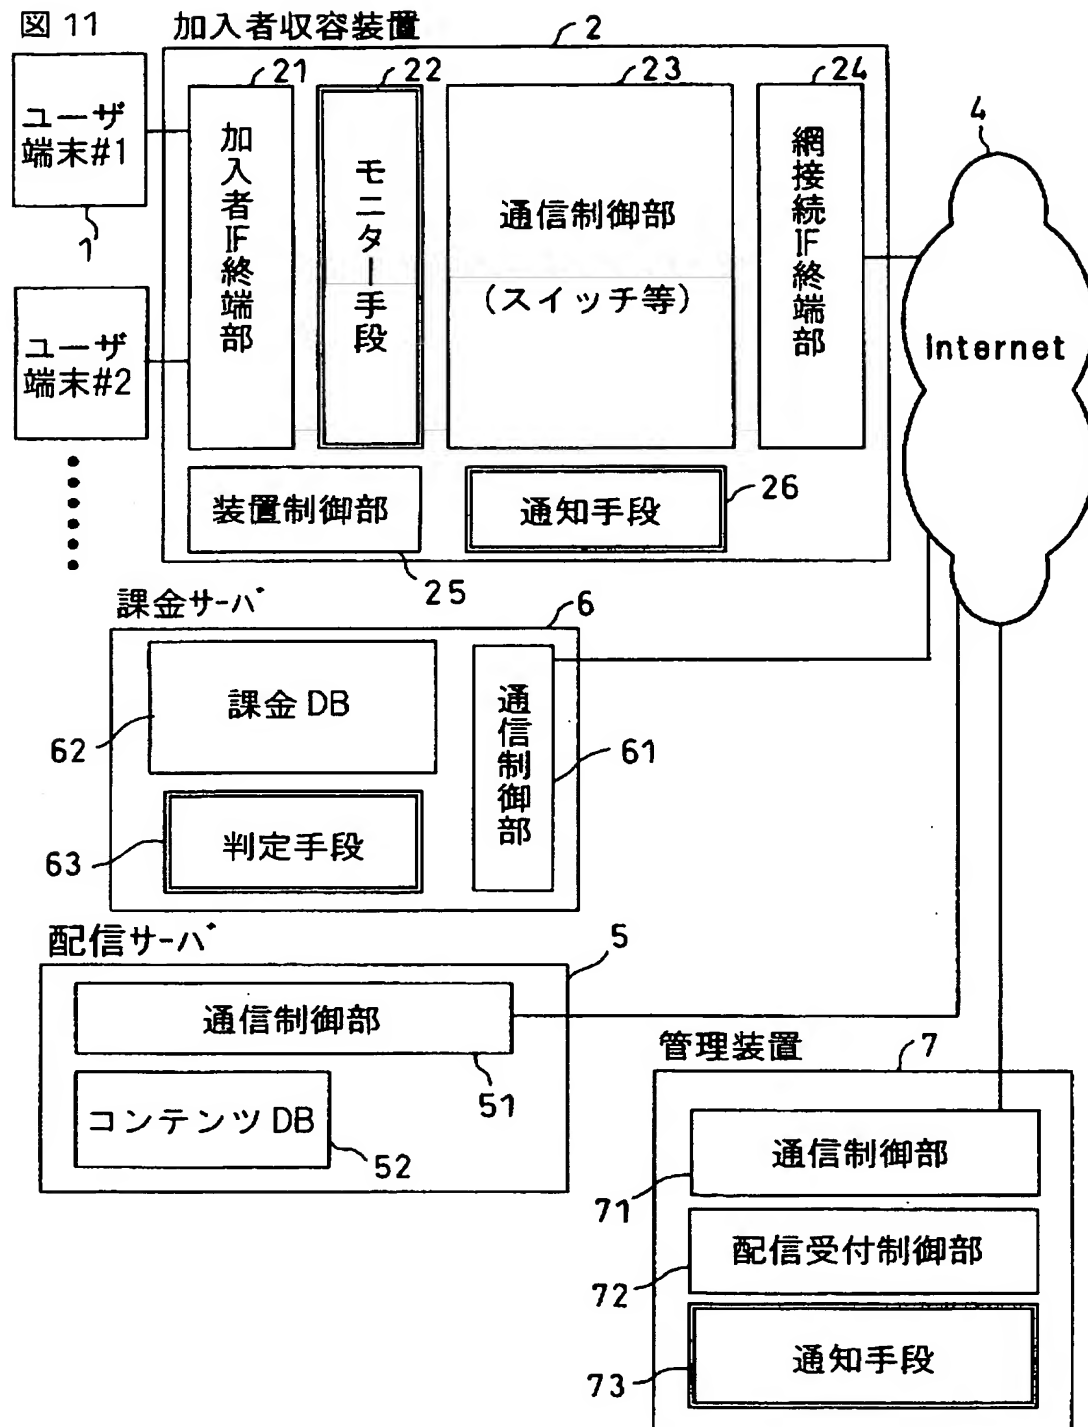 図 11
加入者収容装置
2
ユーザ
端末#1
1
ユーザ
端末#2
21
加入者IF終端部
22
モニター手段
23
通信制御部
(スイッチ等)
24
網接続IF終端部
4
Internet
装置制御部
25
通知手段
26
課金サーバ
6
課金 DB
62
通信制御部
61
判定手段
63
配信サーバ
5
通信制御部
51
コンテンツ DB
52
管理装置
7
通信制御部
71
配信受付制御部
72
通知手段
73